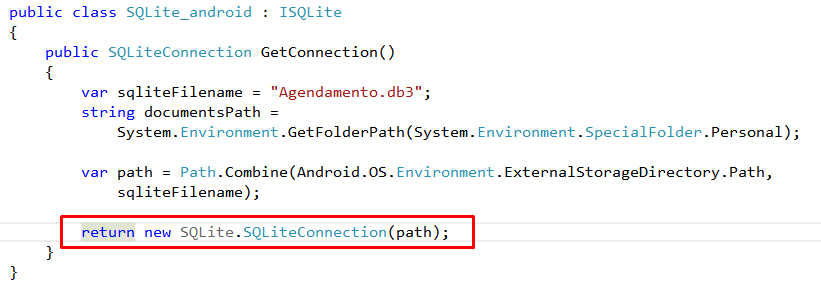 public class SQLite_android : ISQLite
{
    public SQLiteConnection GetConnection()
    {
        var sqliteFilename = "Agendamento.db3";
        string documentsPath =
            System.Environment.GetFolderPath(System.Environment.SpecialFolder.Personal);
        var path = Path.Combine(Android.OS.Environment.ExternalStorageDirectory.Path,
            sqliteFilename);
        return new SQLite.SQLiteConnection(path);
    }
}